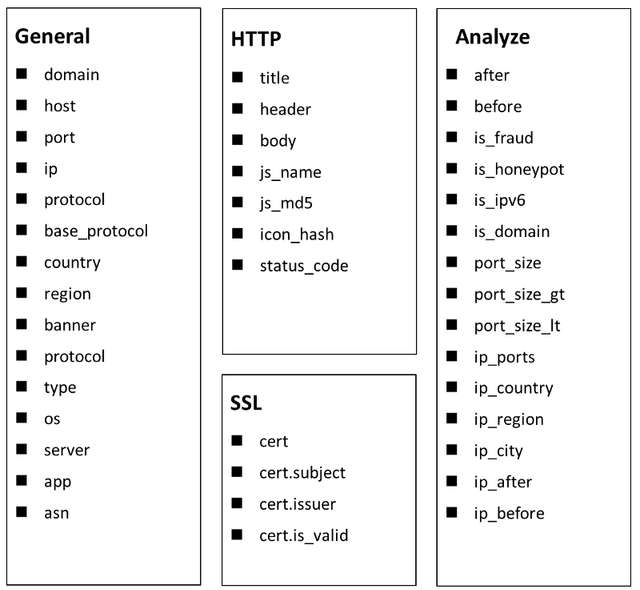 General
domain
host
port
ip
protocol
base_protocol
country
region
banner
protocol
type
os
server
app
asn
HTTP
title
header
body
js_name
js_md5
icon_hash
status_code
SSL
cert
cert.subject
cert.issuer
cert.is_valid
Analyze
after
before
is_fraud
is_honeypot
is_ipv6
is_domain
port_size
port_size_gt
port_size_lt
ip_ports
ip_country
ip_region
ip_city
ip_after
ip_before